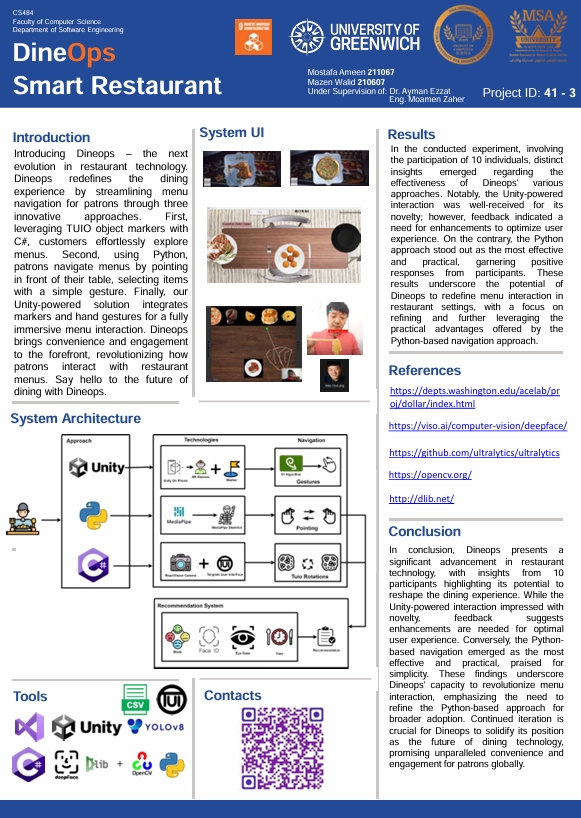 CS484
Faculty of Computer Science
Department of Software Engineering
DineOps
Smart Restaurant
UNIVERSITY OF
GREENWICH
MSA
Mostafa Ameen 211067
Mazen Walid 210607
Under Supervision of: Dr. Ayman Ezzat
Eng. Moamen Zaher
Project ID: 41 - 3
Introduction
Introducing Dineops – the next
evolution in restaurant technology.
Dineops redefines the dining
experience by streamlining menu
navigation for patrons through three
innovative approaches. First,
leveraging TUIO object markers with
C#, customers effortlessly explore
menus. Second, using Python,
patrons navigate menus by pointing
in front of their table, selecting items
with a simple gesture. Finally, our
Unity-powered solution integrates
markers and hand gestures for a fully
immersive menu interaction. Dineops
brings convenience and engagement
to the forefront, revolutionizing how
patrons interact with restaurant
menus. Say hello to the future of
dining with Dineops.
System UI
Results
In the conducted experiment, involving
the participation of 10 individuals, distinct
insights emerged regarding the
effectiveness of Dineops' various
approaches. Notably, the Unity-powered
interaction was well-received for its
novelty; however, feedback indicated a
need for enhancements to optimize user
experience. On the contrary, the Python
approach stood out as the most effective
and practical, garnering positive
responses from participants. These
results underscore the potential of
Dineops to redefine menu interaction in
restaurant settings, with a focus on
refining and further leveraging the
practical advantages offered by the
Python-based navigation approach.
References
https://depts.washington.edu/acelab/pr
oj/dollar/index.html
https://viso.ai/computer-vision/deepface/
https://github.com/ultralytics/ultralytics
https://opencv.org/
http://dlib.net/
System Architecture
Approach
Technologies
Navigation
Unity
Unity On Phone
Marker
Gestures
MediaPipe
Pointing
C#
Tangible User Interface
Tuio Rotations
Recommendation System
Face ID
Eye Gaze
Time
Recommendation
Conclusion
In conclusion, Dineops presents a
significant advancement in restaurant
technology, with insights from 10
participants highlighting its potential to
reshape the dining experience. While the
Unity-powered interaction impressed with
novelty, feedback suggests
enhancements are needed for optimal
user experience. Conversely, the Python-
based navigation emerged as the most
effective and practical, praised for
simplicity. These findings underscore
Dineops' capacity to revolutionize menu
interaction, emphasizing the need to
refine the Python-based approach for
broader adoption. Continued iteration is
crucial for Dineops to solidify its position
as the future of dining technology,
promising unparalleled convenience and
engagement for patrons globally.
Tools
CSV
Unity
YOLOv8
C#
deepface
Dlib
+
OpenCV
Contacts